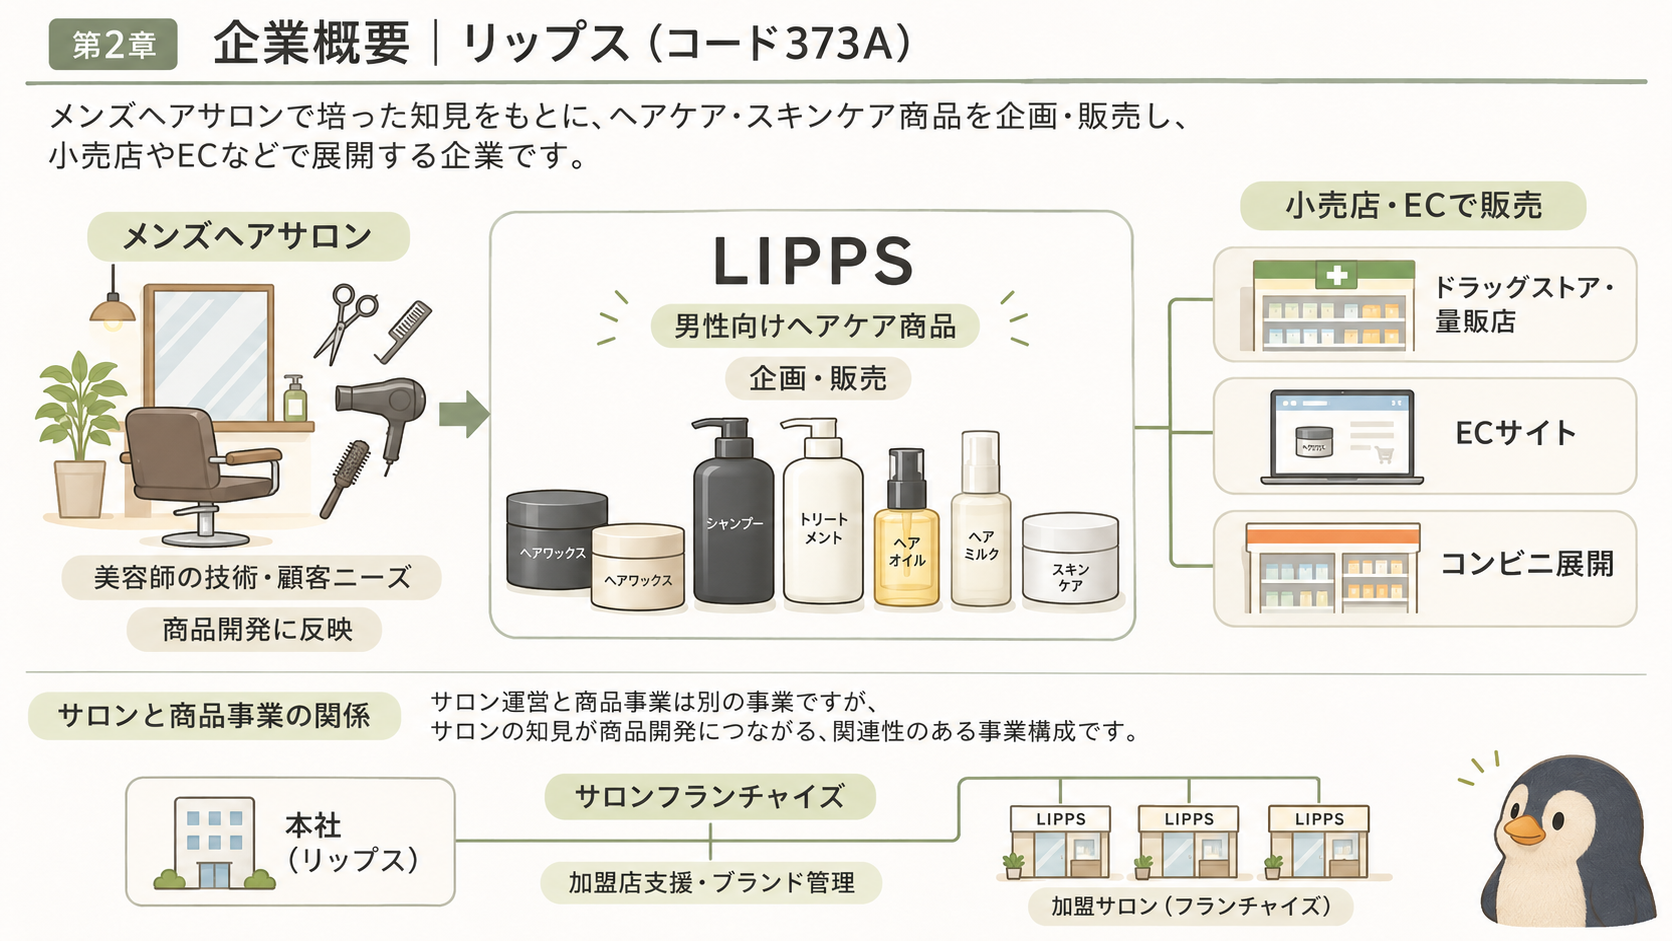 第2章
企業概要｜リップス（コード373A）
メンズヘアサロンで培った知見をもとに、ヘアケア・スキンケア商品を企画・販売し、
小売店やECなどで展開する企業です。
メンズヘアサロン
美容師の技術・顧客ニーズ
商品開発に反映
LIPPS
男性向けヘアケア商品
企画・販売
ヘアワックス
ヘアワックス
シャンプー
トリート
メント
ヘア
オイル
ヘア
ミルク
スキン
ケア
小売店・ECで販売
ドラッグストア・
量販店
ECサイト
コンビニ展開
サロンと商品事業の関係
サロン運営と商品事業は別の事業ですが、
サロンの知見が商品開発につながる、関連性のある事業構成です。
本社
（リップス）
サロンフランチャイズ
加盟店支援・ブランド管理
LIPPS
LIPPS
LIPPS
加盟サロン（フランチャイズ）